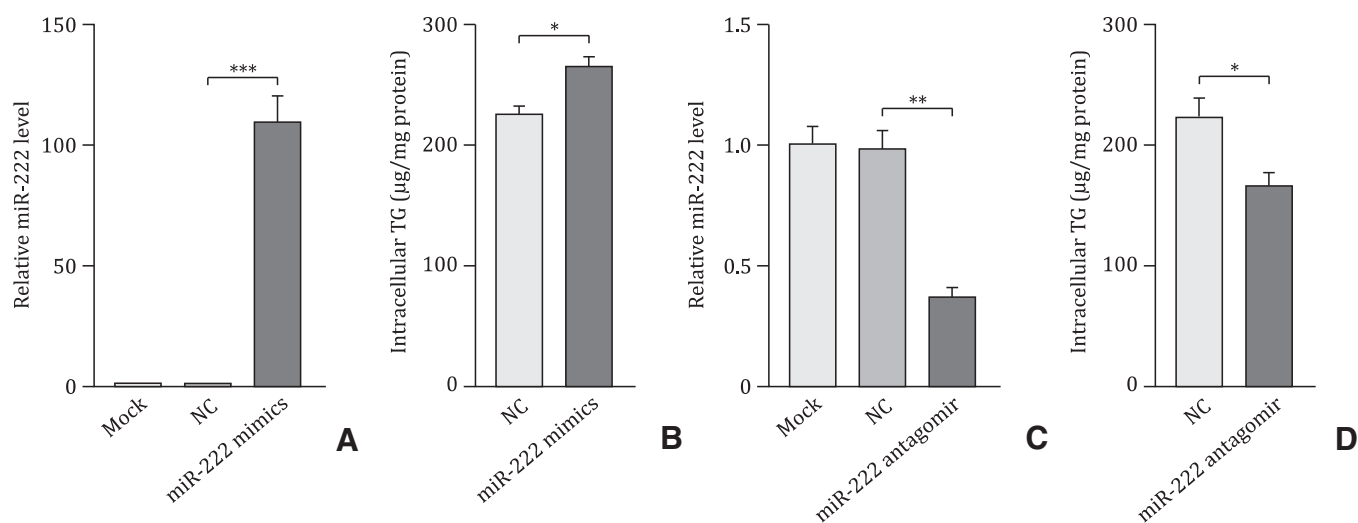 Relative miR-222 level
150
100
50
0
***
Mock
NC
miR-222 mimics
A
Intracellular TG (µg/mg protein)
300
200
100
0
*
NC
miR-222 mimics
B
Relative miR-222 level
1.5
1.0
0.5
0
**
Mock
NC
miR-222 antagomir
C
Intracellular TG (µg/mg protein)
300
200
100
0
*
NC
miR-222 antagomir
D